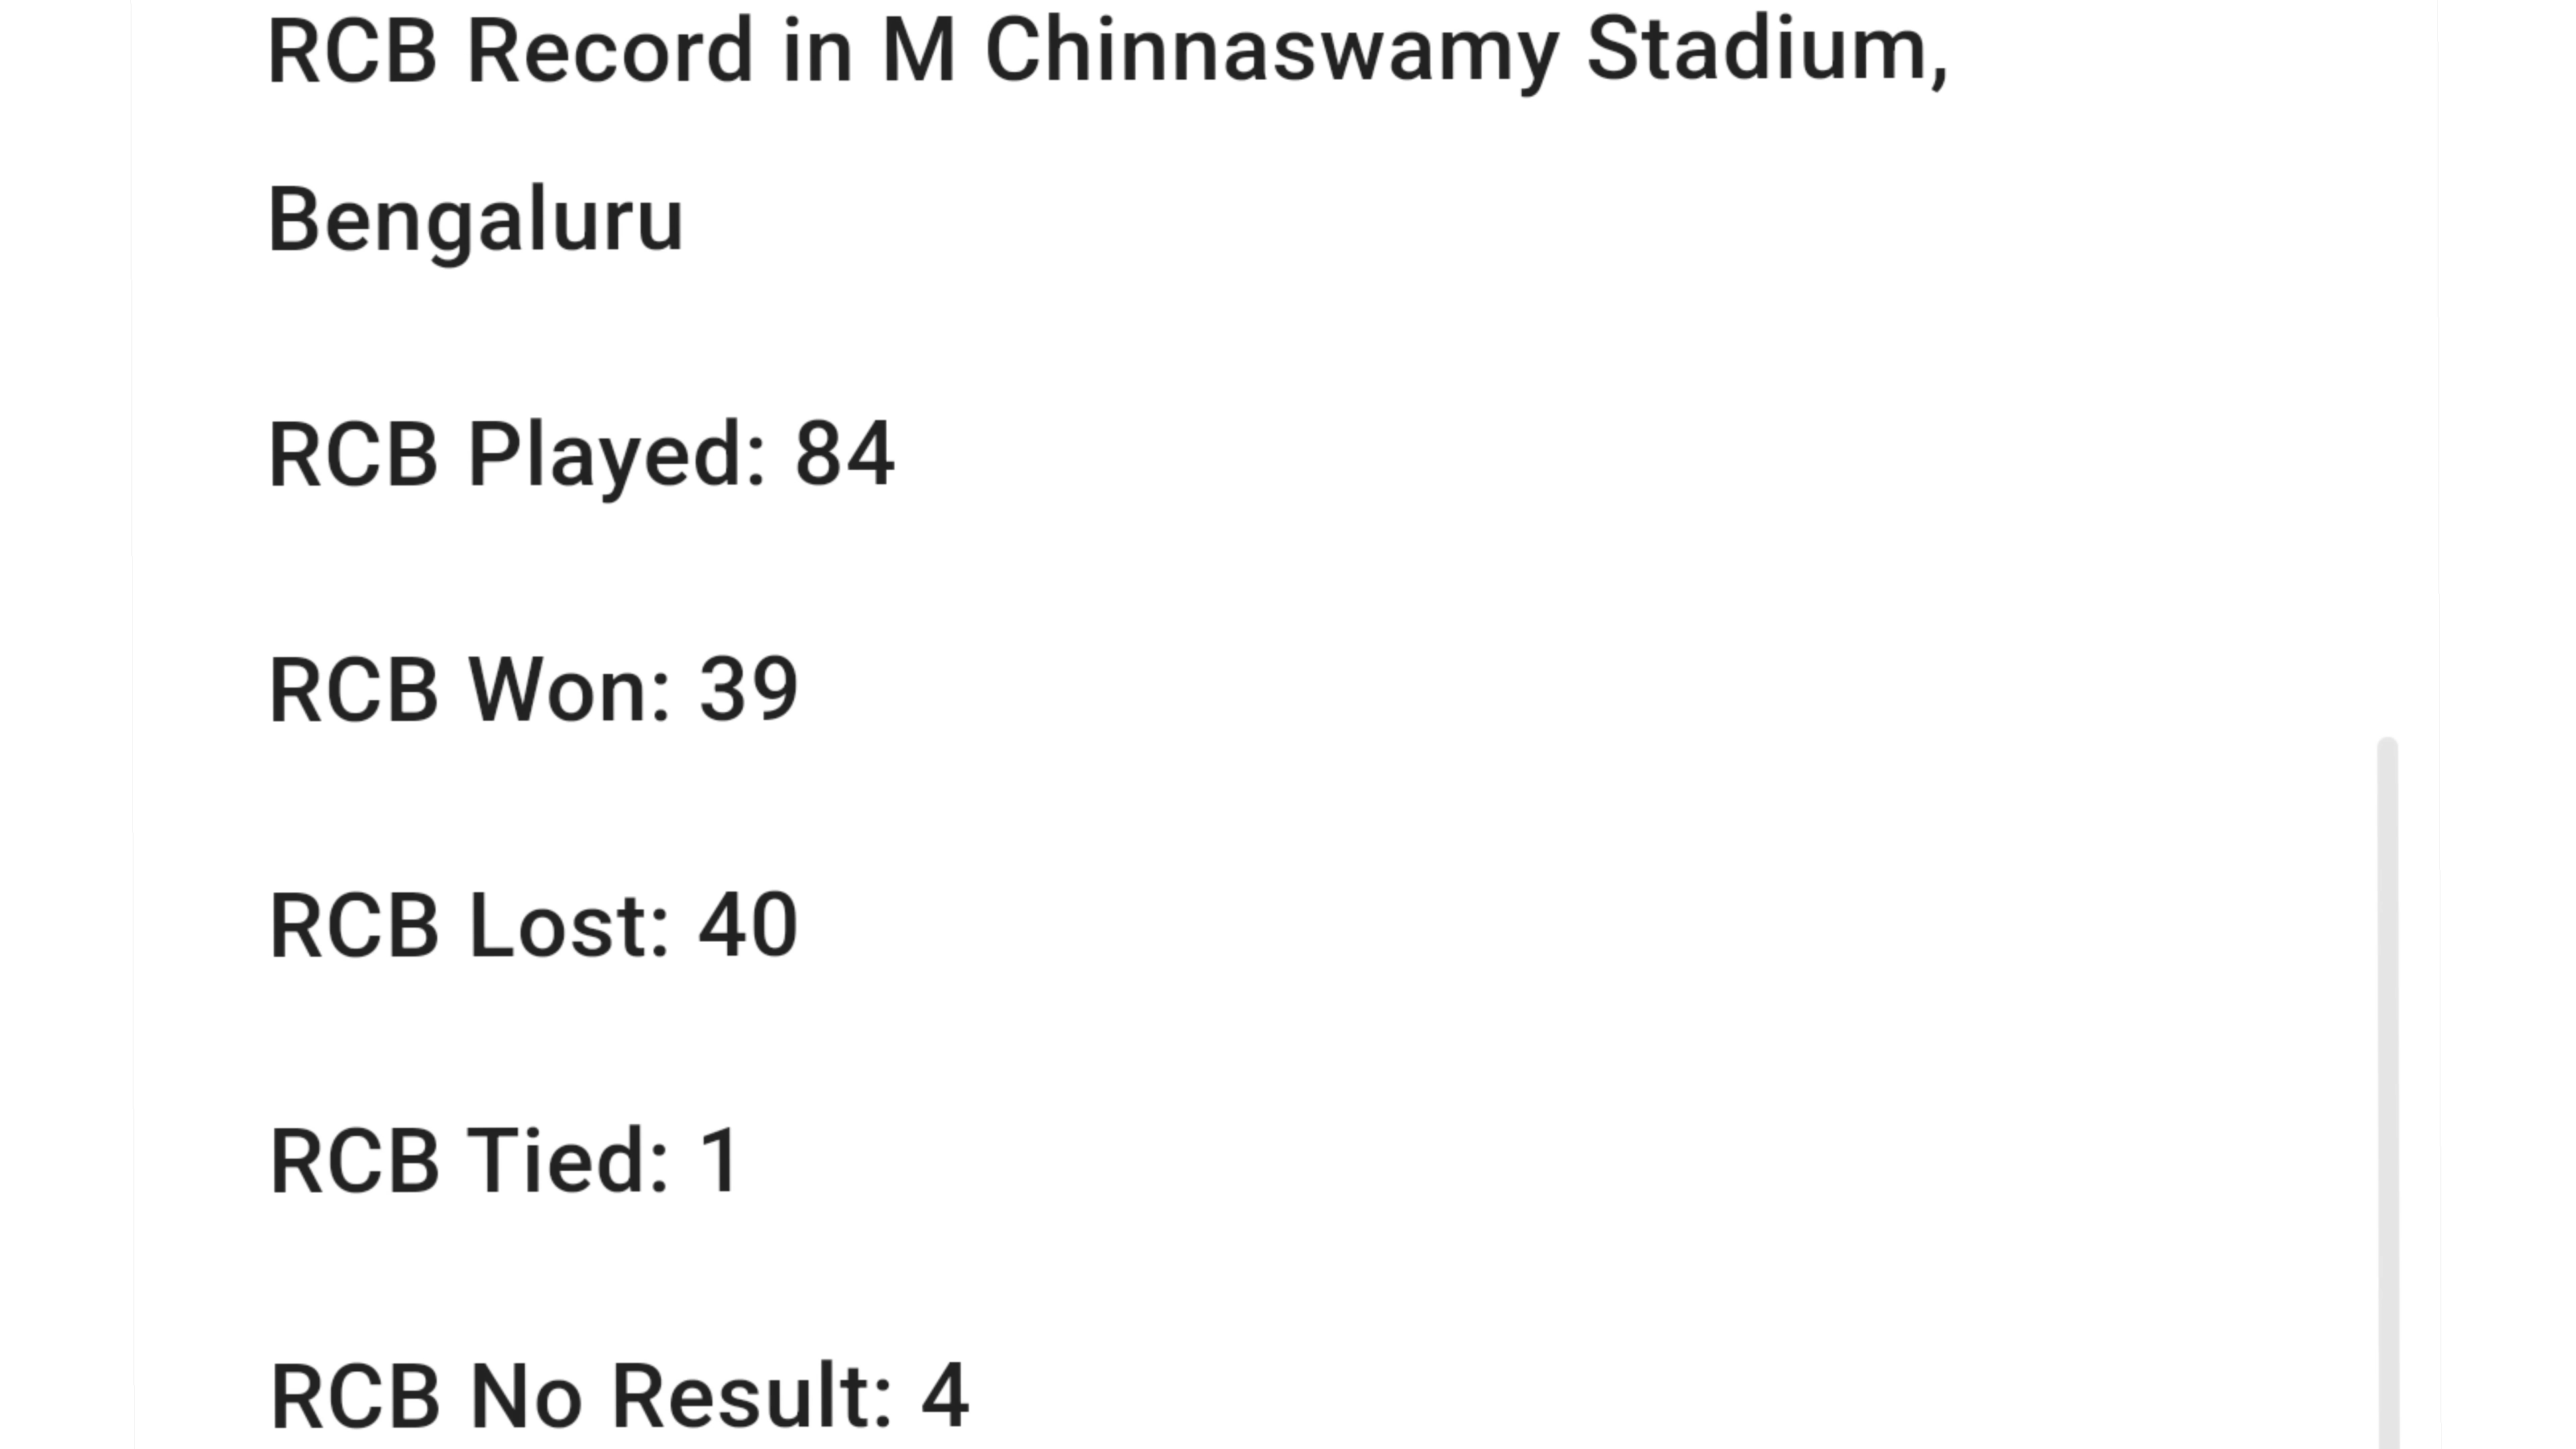 RCB Record in M Chinnaswamy Stadium,
Bengaluru
RCB Played: 84
RCB Won: 39
RCB Lost: 40
RCB Tied: 1
RCB No Result: 4